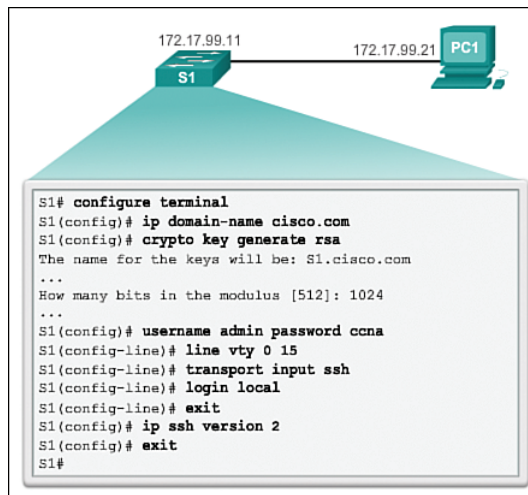 172.17.99.11
172.17.99.21
PC1
S1
S1# configure terminal
S1(config)# ip domain-name cisco.com
S1(config)# crypto key generate rsa
The name for the keys will be: S1.cisco.com
...
How many bits in the modulus [512]: 1024
...
S1(config)# username admin password ccna
S1(config-line)# line vty 0 15
S1(config-line)# transport input ssh
S1(config-line)# login local
S1(config-line)# exit
S1(config)# ip ssh version 2
S1(config)# exit
S1#